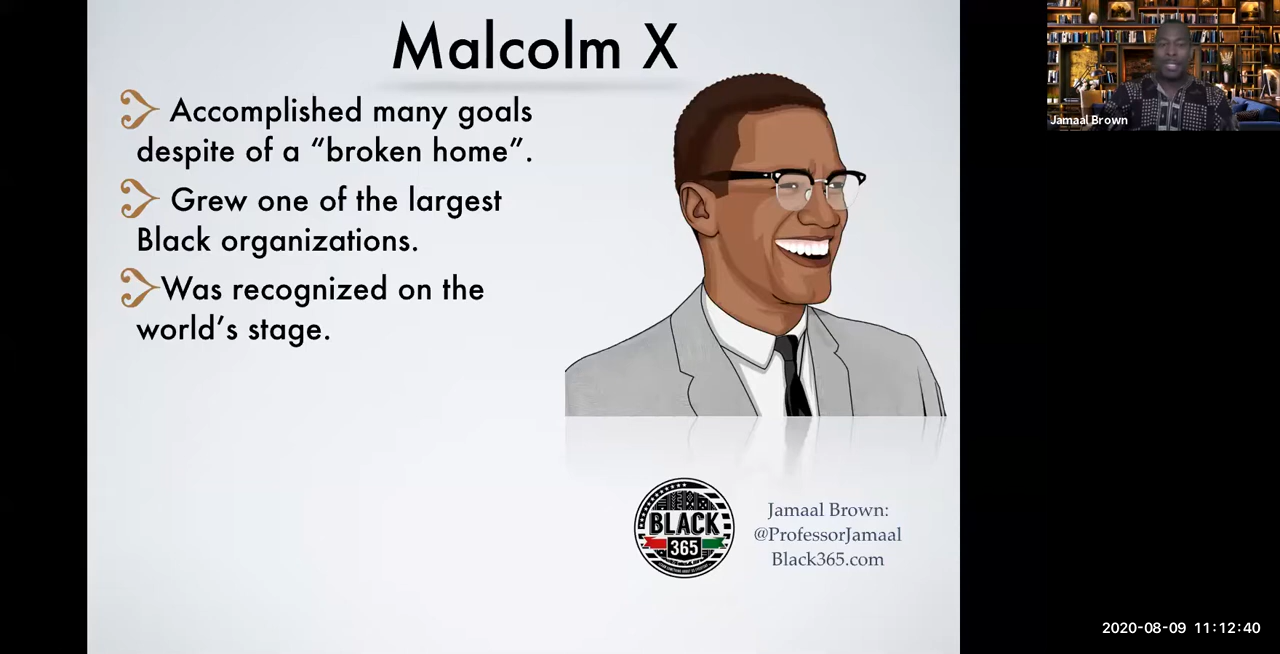 Malcolm X
Accomplished many goals
despite of a “broken home”.
Grew one of the largest
Black organizations.
Was recognized on the
world’s stage.
BLACK
365
Jamaal Brown:
@ProfessorJamaal
Black365.com
Jamaal Brown
2020-08-09 11:12:40